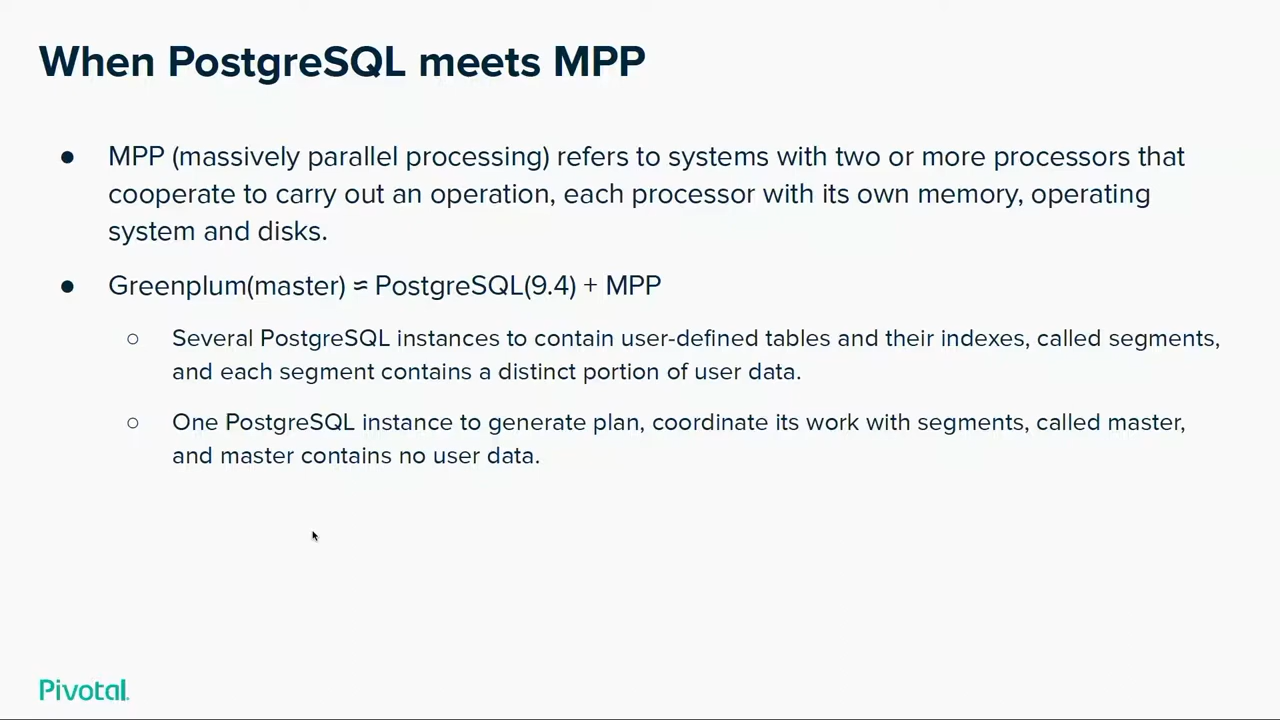 When PostgreSQL meets MPP
● MPP (massively parallel processing) refers to systems with two or more processors that
cooperate to carry out an operation, each processor with its own memory, operating
system and disks.
● Greenplum(master) ≈ PostgreSQL(9.4) + MPP
○ Several PostgreSQL instances to contain user-defined tables and their indexes, called segments,
and each segment contains a distinct portion of user data.
○ One PostgreSQL instance to generate plan, coordinate its work with segments, called master,
and master contains no user data.
Pivotal.